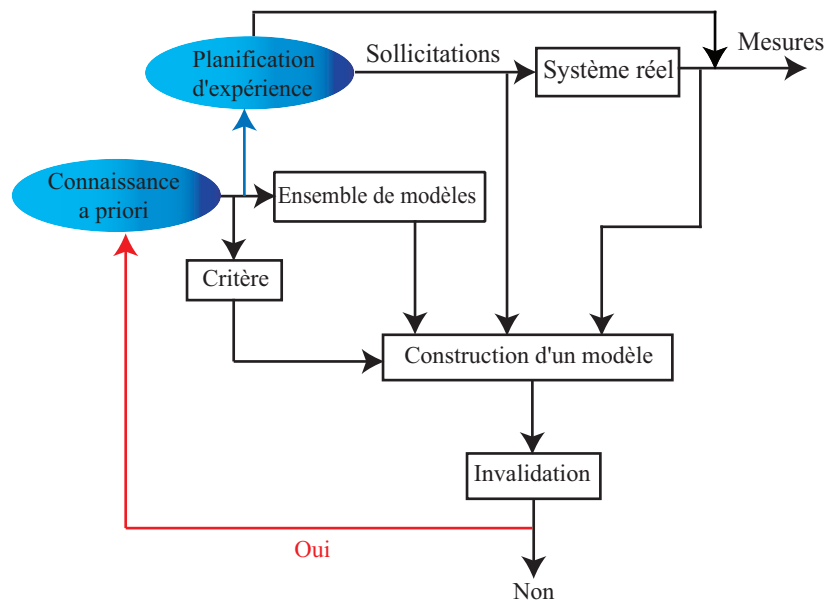 Planification
d'expérience
Sollicitations
Système réel
Mesures
Connaissance
a priori
Ensemble de modèles
Critère
Construction d'un modèle
Invalidation
Oui
Non